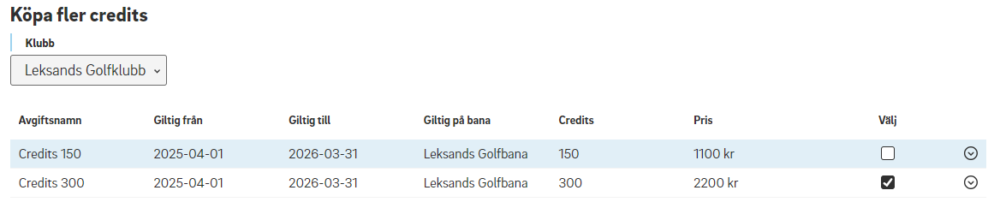 Köpa fler credits
Klubb
Leksands Golfklubb
Avgiftsnamn Giltig från Giltig till Giltig på bana Credits Pris Välj
Credits 150 2025-04-01 2026-03-31 Leksands Golfbana 150 1100 kr
Credits 300 2025-04-01 2026-03-31 Leksands Golfbana 300 2200 kr